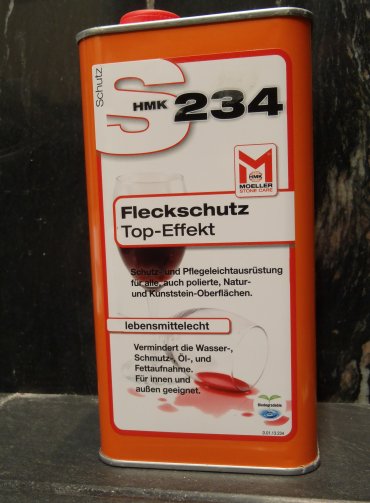 Schutz
S HMK 234
M
HMK
MOELLER
STONE CARE
Fleckschutz
Top-Effekt
Schutz- und Pflegeleichtausrüstung
für alle, auch polierte, Natur-
und Kunststein-Oberflächen.
lebensmittelecht
Vermindert die Wasser-,
Schmutz-, Öl-, und
Fettaufnahme.
Für innen und
außen geeignet.
Biodegradable